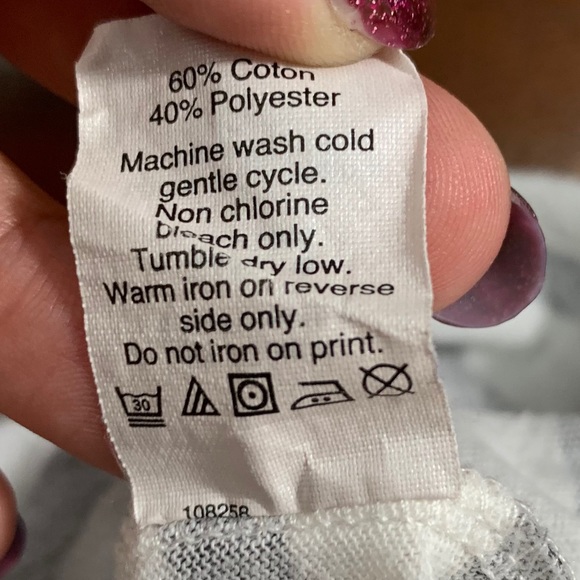 60% Coton
40% Polyester
Machine wash cold
gentle cycle.
Non chlorine
bleach only.
Tumble dry low.
Warm iron on reverse
side only.
Do not iron on print.
30
108258